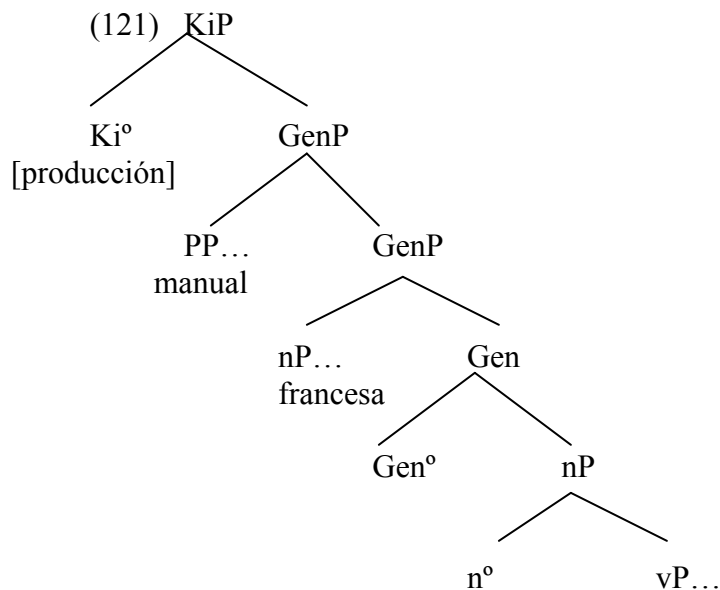 (121) KiP
Kiº GenP
[producción]
PP… GenP
manual
nP… Gen
francesa
Genº nP
nº vP…